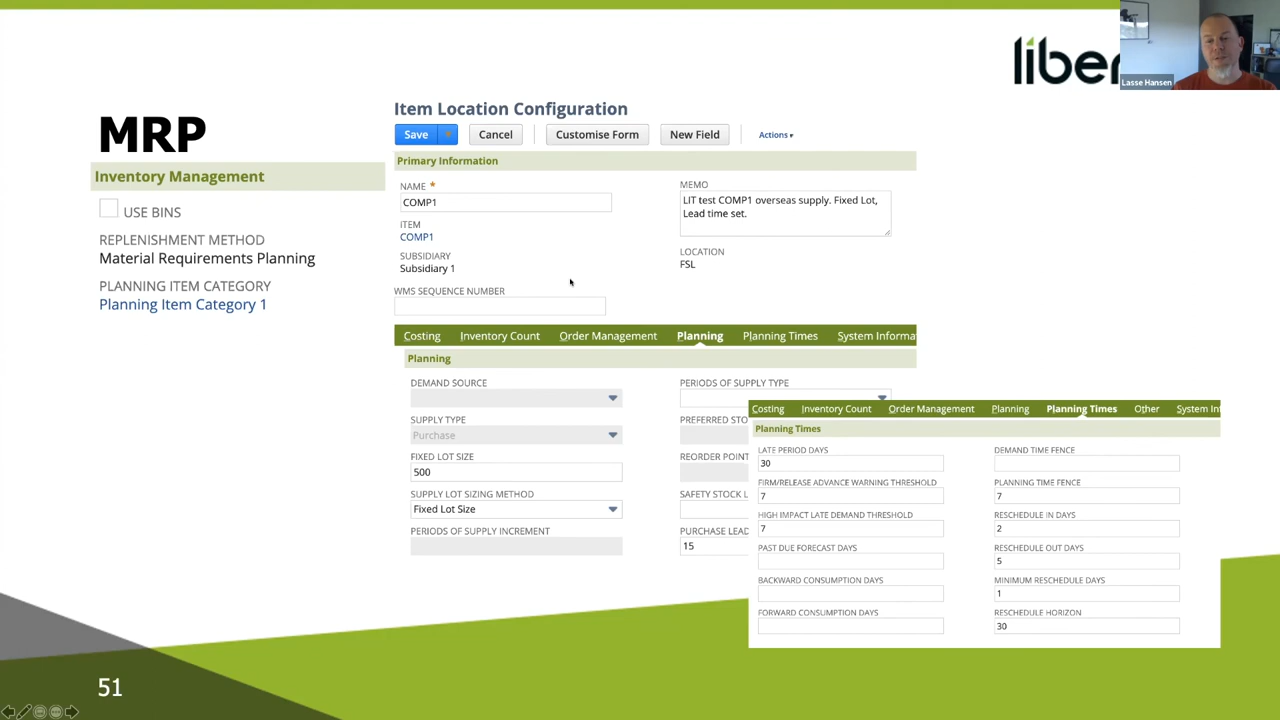 liber
Lasse Hansen
MRP
Inventory Management
USE BINS
REPLENISHMENT METHOD
Material Requirements Planning
PLANNING ITEM CATEGORY
Planning Item Category 1
Item Location Configuration
Save
Cancel
Customise Form
New Field
Actions
Primary Information
NAME *
COMP1
ITEM
COMP1
SUBSIDIARY
Subsidiary 1
WMS SEQUENCE NUMBER
MEMO
LIT test COMP1 overseas supply. Fixed Lot,
Lead time set.
LOCATION
FSL
Costing Inventory Count Order Management Planning Planning Times System Informa
Planning
DEMAND SOURCE
SUPPLY TYPE
Purchase
FIXED LOT SIZE
500
SUPPLY LOT SIZING METHOD
Fixed Lot Size
PERIODS OF SUPPLY INCREMENT
PERIODS OF SUPPLY TYPE
PREFERRED STO
REORDER POINT
SAFETY STOCK L
PURCHASE LEAD
15
Costing Inventory Count Order Management Planning Planning Times Other System In
Planning Times
LATE PERIOD DAYS
30
FIRM/RELEASE ADVANCE WARNING THRESHOLD
7
HIGH IMPACT LATE DEMAND THRESHOLD
7
PAST DUE FORECAST DAYS
BACKWARD CONSUMPTION DAYS
FORWARD CONSUMPTION DAYS
DEMAND TIME FENCE
PLANNING TIME FENCE
7
RESCHEDULE IN DAYS
2
RESCHEDULE OUT DAYS
5
MINIMUM RESCHEDULE DAYS
1
RESCHEDULE HORIZON
30
51